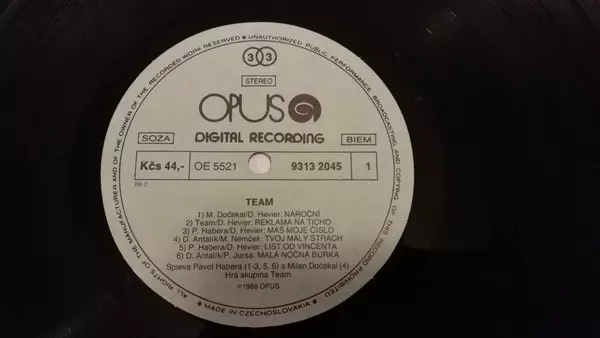 33
STEREO
OPUS
DIGITAL RECORDING
SOZA BIEM
Kčs 44,- OE 5521 9313 2045 1
RB 2
TEAM
1) M. Dočekal/D. Hevier: NÁROČNÍ
2) Team/D. Hevier: REKLAMA NA TICHO
3) P. Habera/D. Hevier: MÁŠ MOJE ČÍSLO
4) D. Antalík/M. Nemček: TVOJ MALÝ STRACH
5) P. Habera/D. Hevier: LIST OD VINCENTA
6) D. Antalík/P. Jursa: MALÁ NOČNÁ BÚRKA
Spieva Pavol Habera (1-3, 5, 6) a Milan Dočekal (4)
Hrá skupina Team
℗ 1988 OPUS
ALL RIGHTS OF THE MANUFACTURER AND OF THE OWNER OF THE RECORDED WORK RESERVED • UNAUTHORIZED PUBLIC PERFORMANCE BROADCASTING AND COPYING OF THIS RECORD PROHIBITED
• MADE IN CZECHOSLOVAKIA •